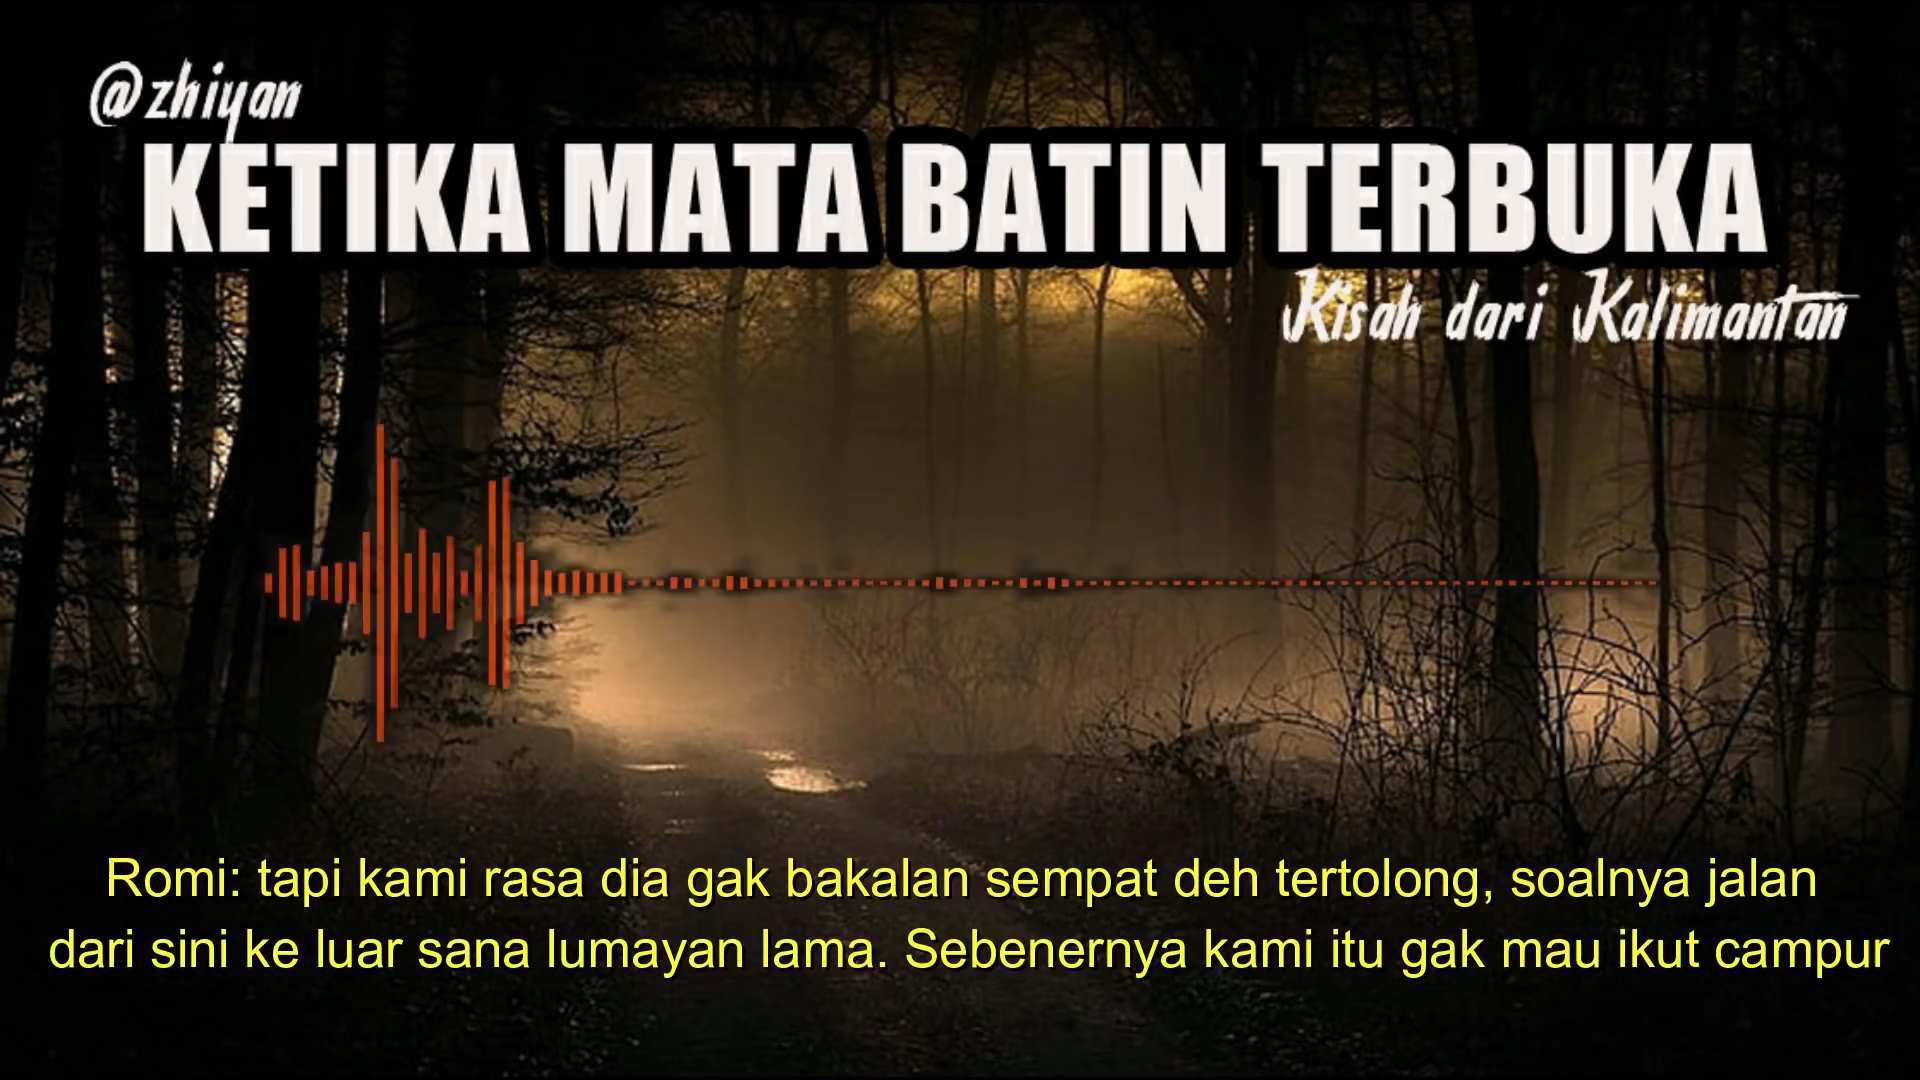 @zhiyan
KETIKA MATA BATIN TERBUKA
Kisah dari Kalimantan
Romi: tapi kami rasa dia gak bakalan sempat deh tertolong, soalnya jalan
dari sini ke luar sana lumayan lama. Sebenernya kami itu gak mau ikut campur